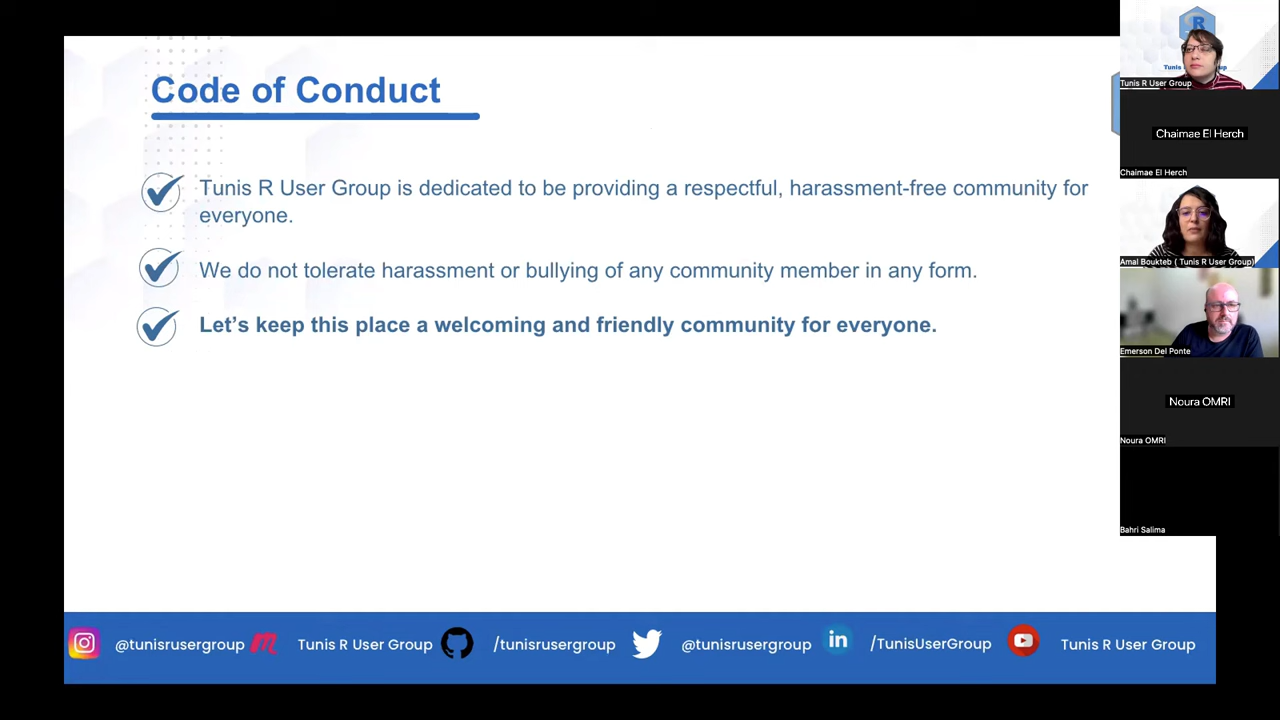 Code of Conduct
Tunis R User Group is dedicated to be providing a respectful, harassment-free community for
everyone.
We do not tolerate harassment or bullying of any community member in any form.
Let's keep this place a welcoming and friendly community for everyone.
@tunisrusergroup
Tunis R User Group
/tunisrusergroup
@tunisrusergroup
/TunisUserGroup
Tunis R User Group
R
Tunis R User Group
Chaimae El Herch
Chaimae El Herch
Amal Boukteb ( Tunis R User Group)
Emerson Del Ponte
Noura OMRI
Noura OMRI
Bahri Salima